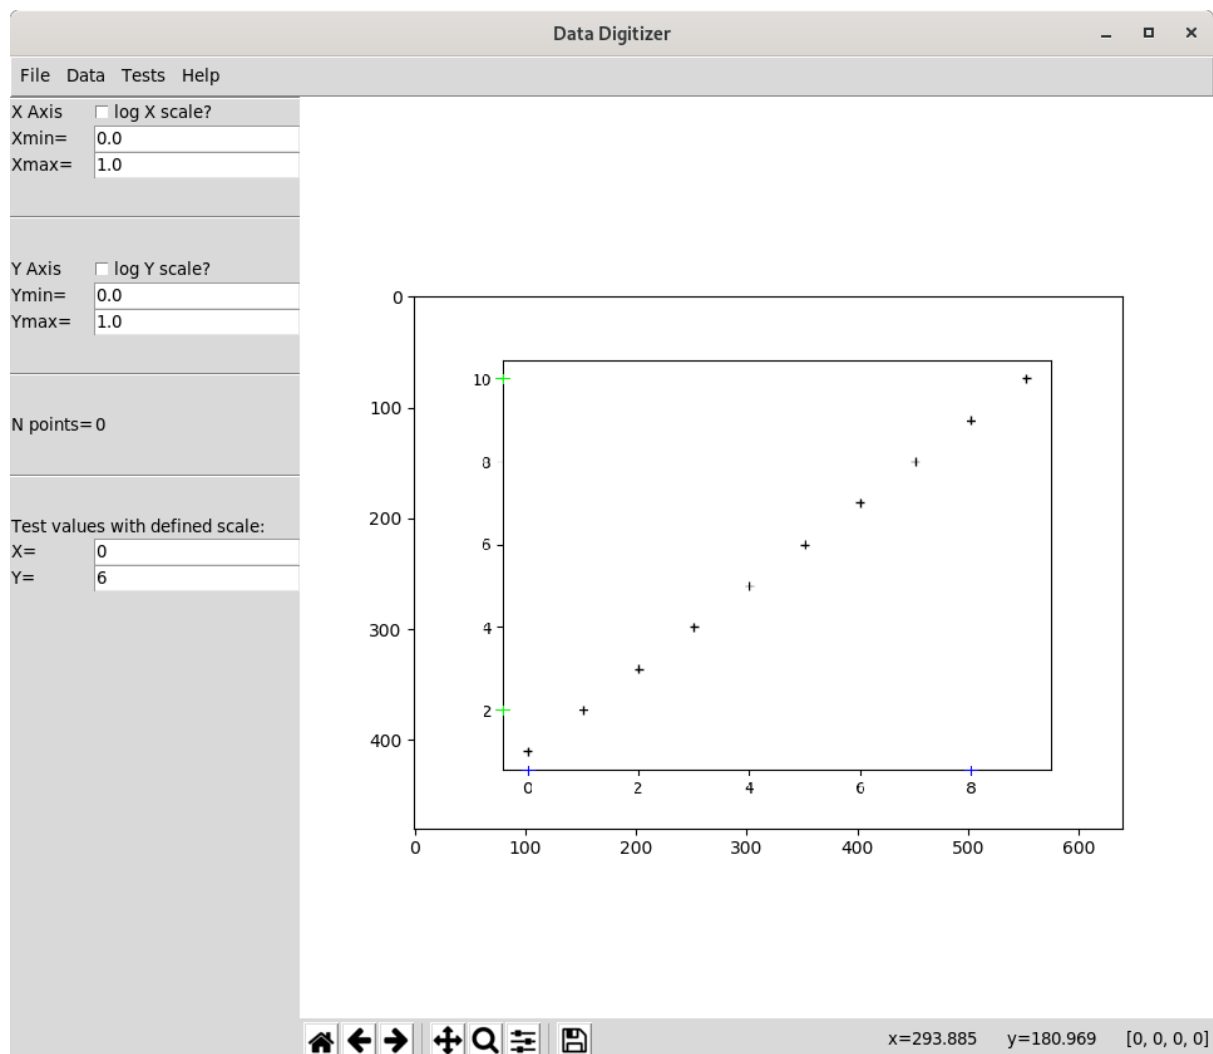 Data Digitizer
File Data Tests Help
X Axis log X scale?
Xmin= 0.0
Xmax= 1.0
Y Axis log Y scale?
Ymin= 0.0
Ymax= 1.0
N points= 0
Test values with defined scale:
X= 0
Y= 6
0
10
100
8
200
6
300
4
2
400
0 2 4 6 8
0 100 200 300 400 500 600
x=293.885 y=180.969 [0, 0, 0, 0]